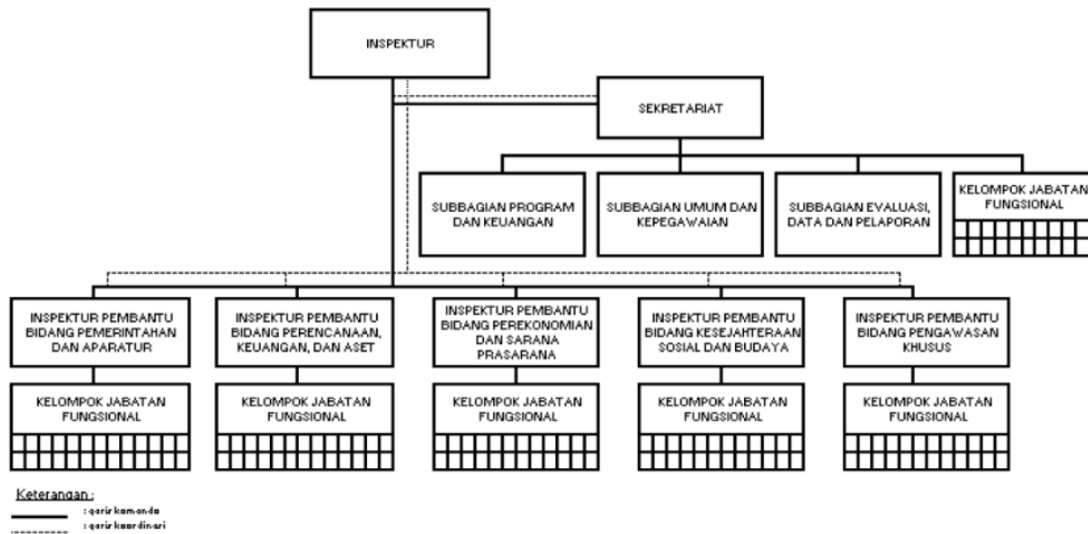 INSPEKTUR
SEKRETARIAT
SUBBAGIAN PROGRAM
DAN KEUANGAN
SUBBAGIAN UMUM DAN
KEPEGAWAIAN
SUBBAGIAN EVALUASI,
DATA DAN PELAPORAN
KELOMPOK JABATAN
FUNGSIONAL
INSPEKTUR PEMBANTU
BIDANG PEMERINTAHAN
DAN APARATUR
INSPEKTUR PEMBANTU
BIDANG PERENCANAAN,
KEUANGAN, DAN ASET
INSPEKTUR PEMBANTU
BIDANG PEREKONOMIAN
DAN SARANA
PRASARANA
INSPEKTUR PEMBANTU
BIDANG KESEJAHTERAAN
SOSIAL DAN BUDAYA
INSPEKTUR PEMBANTU
BIDANG PENGAWASAN
KHUSUS
KELOMPOK JABATAN
FUNGSIONAL
KELOMPOK JABATAN
FUNGSIONAL
KELOMPOK JABATAN
FUNGSIONAL
KELOMPOK JABATAN
FUNGSIONAL
KELOMPOK JABATAN
FUNGSIONAL
Keterangan :
: garis komando
: garis koordinasi